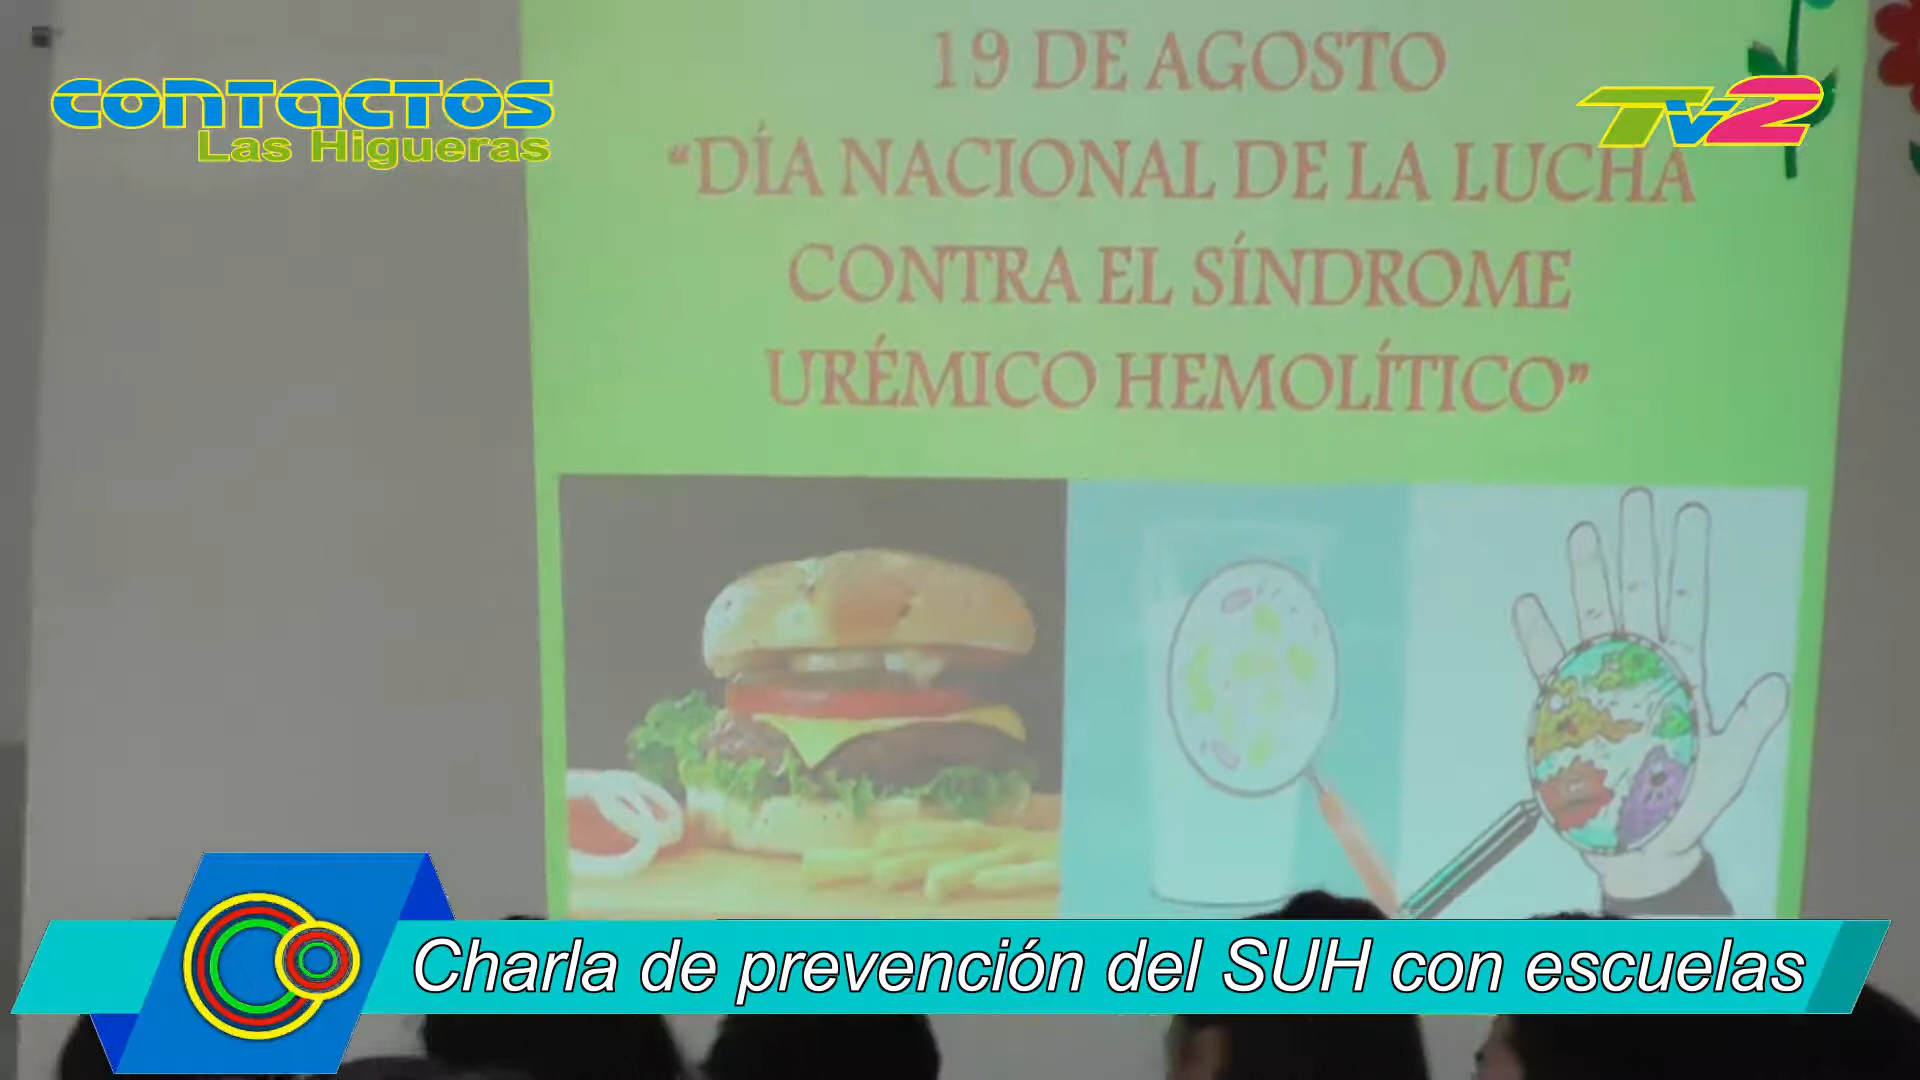 19 DE AGOSTO
CONTACTOS
Las Higueras
TV2
“DÍA NACIONAL DE LA LUCHA
CONTRA EL SÍNDROME
URÉMICO HEMOLÍTICO”
Charla de prevención del SUH con escuelas